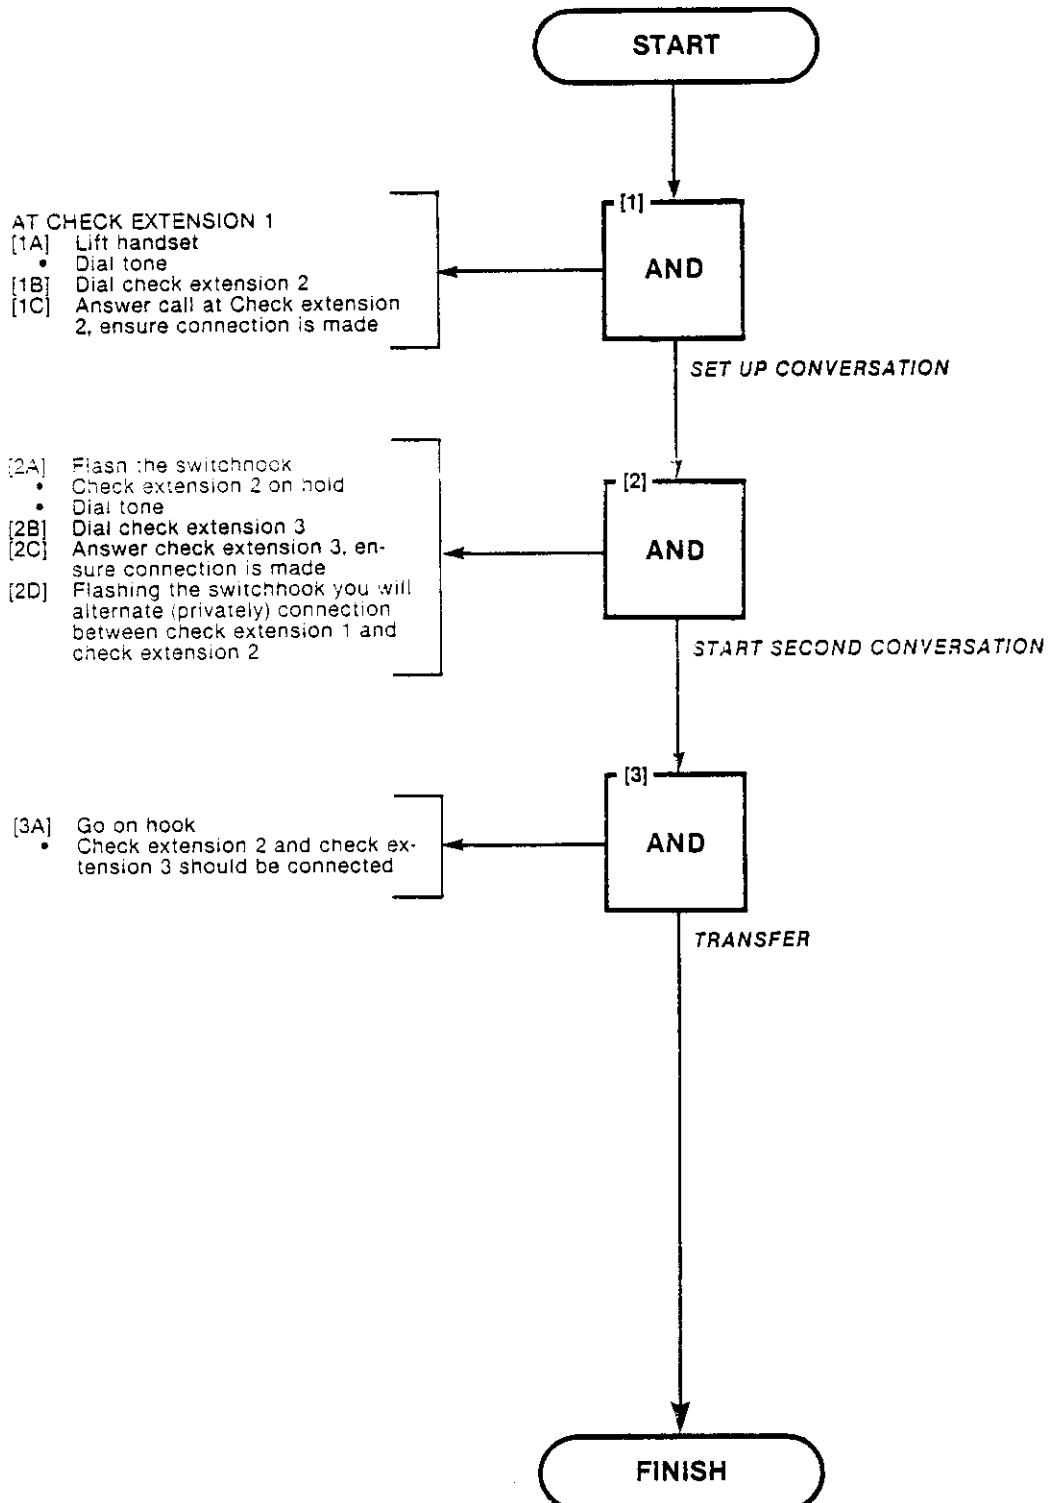 START
[1]
AND
AT CHECK EXTENSION 1
[1A] Lift handset
• Dial tone
[1B] Dial check extension 2
[1C] Answer call at Check extension
2, ensure connection is made
SET UP CONVERSATION
[2]
AND
[2A] Flash the switchhook
• Check extension 2 on hold
• Dial tone
[2B] Dial check extension 3
[2C] Answer check extension 3, en-
sure connection is made
[2D] Flashing the switchhook you will
alternate (privately) connection
between check extension 1 and
check extension 2
START SECOND CONVERSATION
[3]
AND
[3A] Go on hook
• Check extension 2 and check ex-
tension 3 should be connected
TRANSFER
FINISH